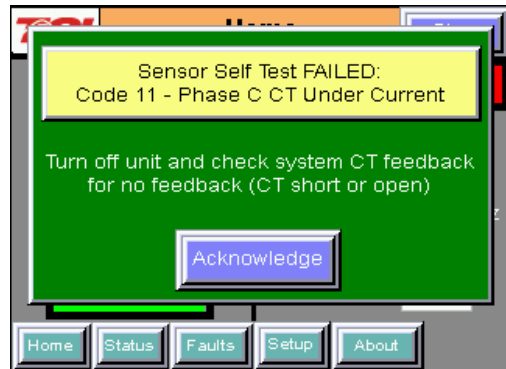 Sensor Self Test FAILED:
Code 11 - Phase C CT Under Current
Turn off unit and check system CT feedback
for no feedback (CT short or open)
Acknowledge
Home Status Faults Setup About